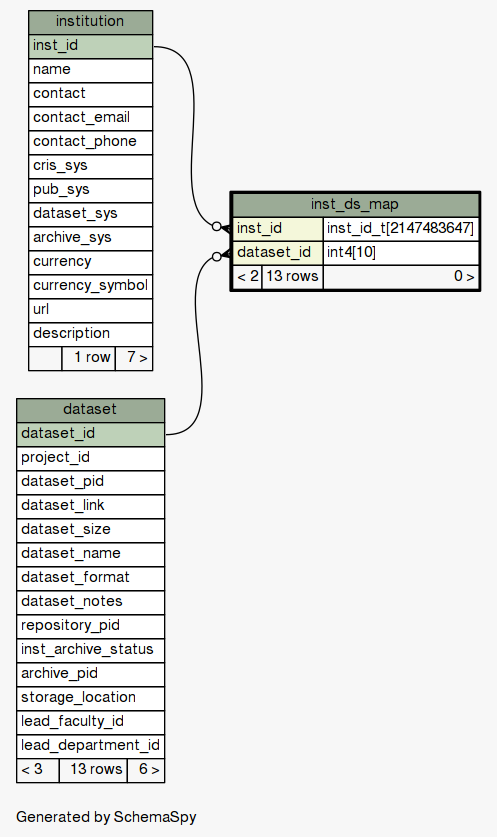 institution
inst_id
name
contact
contact_email
contact_phone
cris_sys
pub_sys
dataset_sys
archive_sys
currency
currency_symbol
url
description
1 row 7 >
inst_ds_map
inst_id inst_id_t[2147483647]
dataset_id int4[10]
< 2 13 rows 0 >
dataset
dataset_id
project_id
dataset_pid
dataset_link
dataset_size
dataset_name
dataset_format
dataset_notes
repository_pid
inst_archive_status
archive_pid
storage_location
lead_faculty_id
lead_department_id
< 3 13 rows 6 >
Generated by SchemaSpy